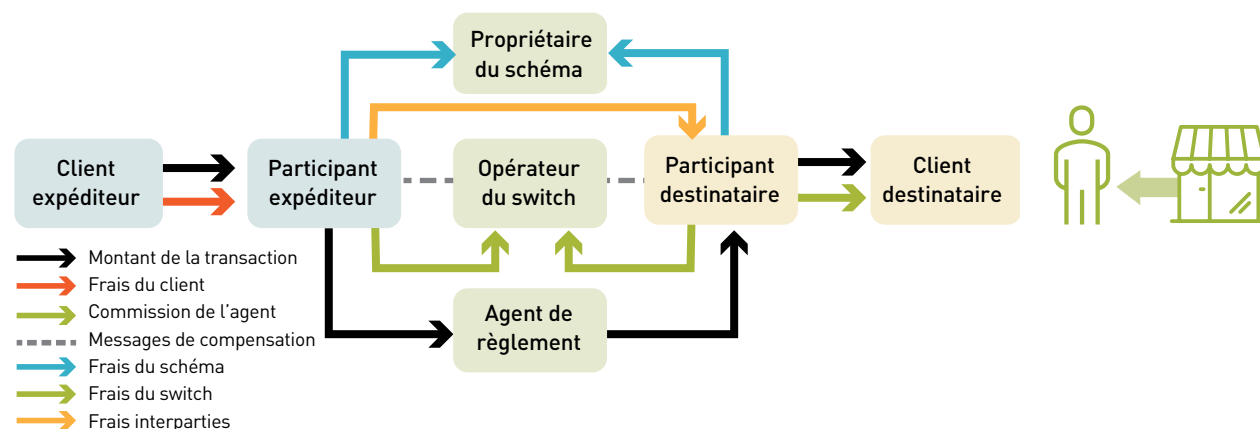 Propriétaire
du schéma
Client
expéditeur
Participant
expéditeur
Opérateur
du switch
Participant
destinataire
Client
destinataire
Agent de
règlement
Montant de la transaction
Frais du client
Commission de l'agent
Messages de compensation
Frais du schéma
Frais du switch
Frais interparties